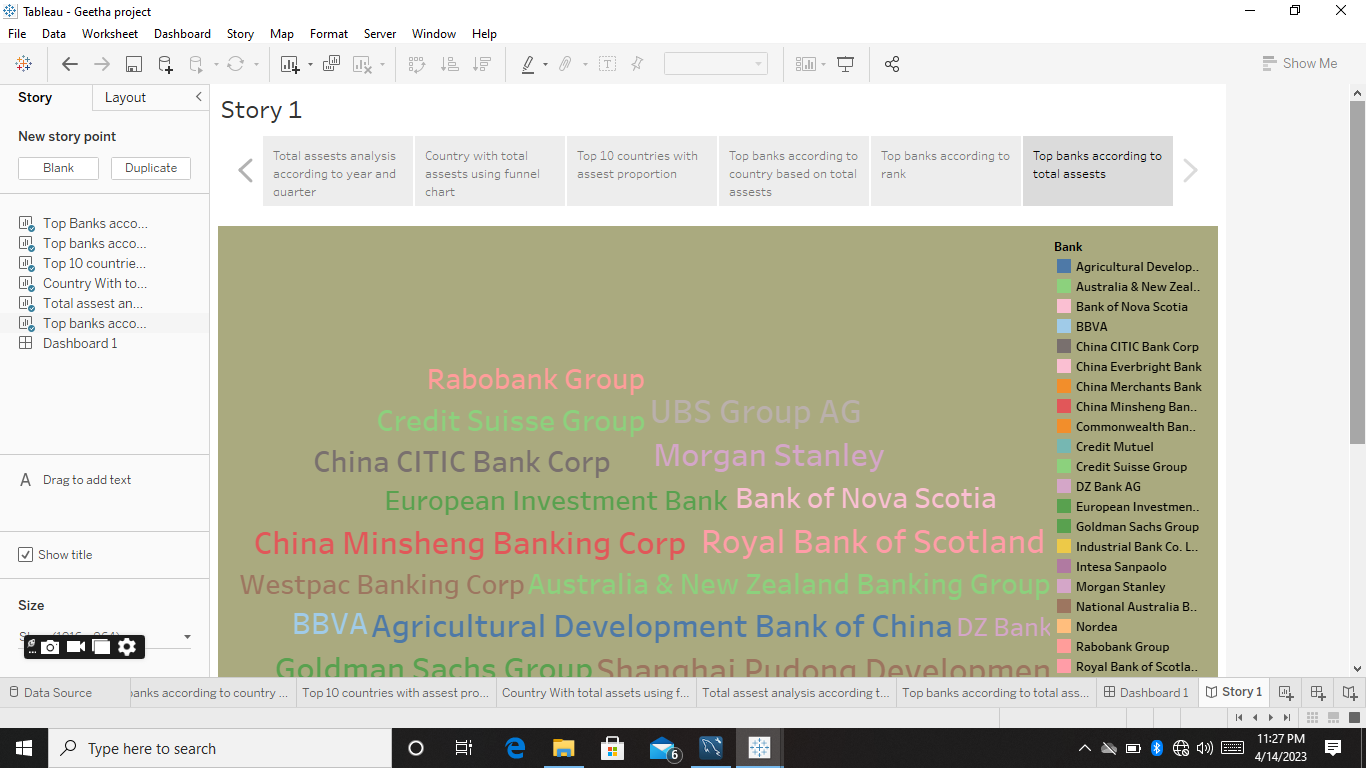 Tableau - Geetha project
File Data Worksheet Dashboard Story Map Format Server Window Help
Show Me
Story Layout
New story point
Blank Duplicate
Top Banks acco...
Top banks acco...
Top 10 countrie...
Country With to...
Total assest an...
Top banks acco...
Dashboard 1
A Drag to add text
Show title
Size
Story 1
Total assests analysis
according to year and
quarter
Country with total
assests using funnel
chart
Top 10 countries with
assest proportion
Top banks according to
country based on total
assests
Top banks according to
rank
Top banks according to
total assests
Rabobank Group
Credit Suisse Group UBS Group AG
China CITIC Bank Corp Morgan Stanley
European Investment Bank Bank of Nova Scotia
China Minsheng Banking Corp Royal Bank of Scotland
Westpac Banking Corp Australia & New Zealand Banking Group
BBVA Agricultural Development Bank of China DZ Bank
Goldman Sachs Group Shanghai Pudong Developmen
Bank
Agricultural Develop..
Australia & New Zeal..
Bank of Nova Scotia
BBVA
China CITIC Bank Corp
China Everbright Bank
China Merchants Bank
China Minsheng Ban..
Commonwealth Ban..
Credit Mutuel
Credit Suisse Group
DZ Bank AG
European Investmen..
Goldman Sachs Group
Industrial Bank Co. L..
Intesa Sanpaolo
Morgan Stanley
National Australia B..
Nordea
Rabobank Group
Royal Bank of Scotla..
Data Source banks according to country ... Top 10 countries with assest pro... Country With total assets using f... Total assest analysis according t... Top banks according to total ass... Dashboard 1 Story 1
Type here to search
6
11:27 PM
4/14/2023